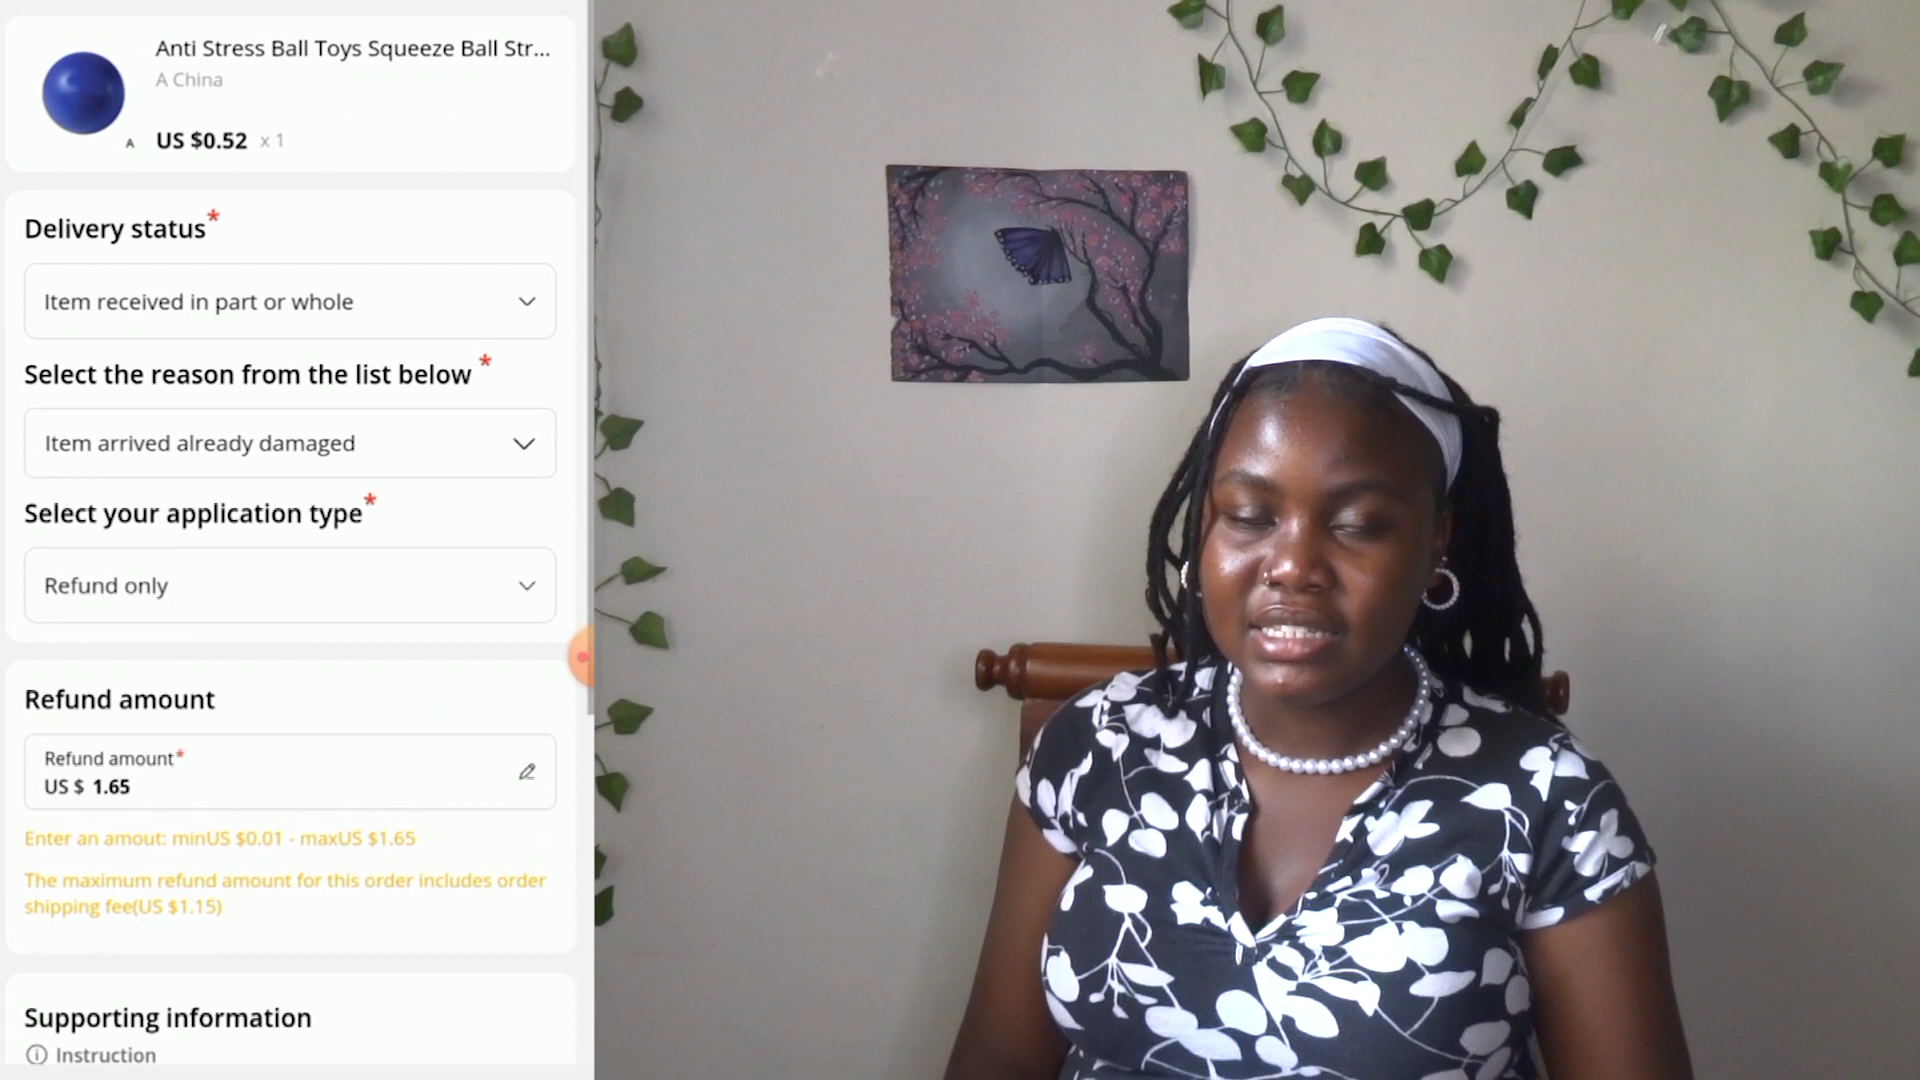 Anti Stress Ball Toys Squeeze Ball Str...
A China
A
US $0.52 x 1
Delivery status*
Item received in part or whole
Select the reason from the list below *
Item arrived already damaged
Select your application type*
Refund only
Refund amount
Refund amount*
US $ 1.65
Enter an amout: minUS $0.01 - maxUS $1.65
The maximum refund amount for this order includes order
shipping fee(US $1.15)
Supporting information
Instruction